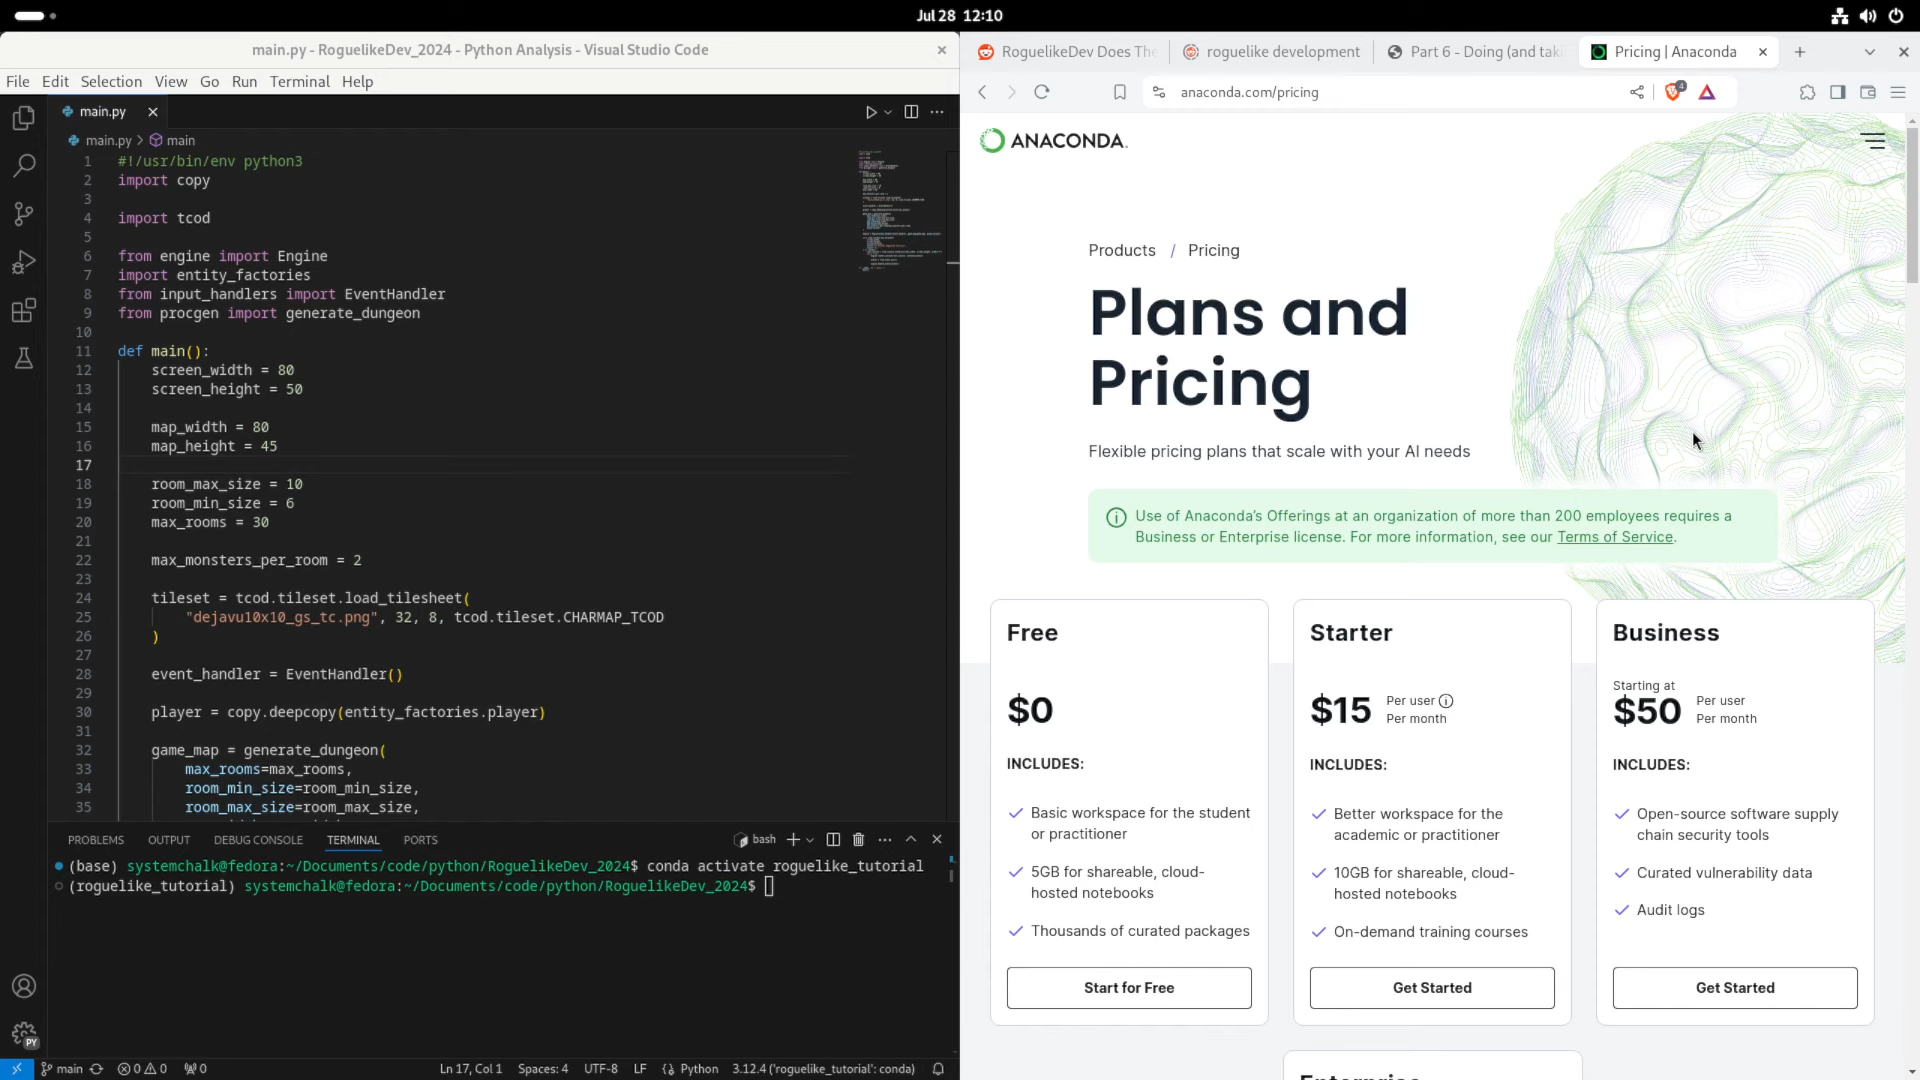 Jul 28 12:10
main.py - RoguelikeDev_2024 - Python Analysis - Visual Studio Code
File Edit Selection View Go Run Terminal Help
main.py
main.py > main
1 #!/usr/bin/env python3
2 import copy
3
4 import tcod
5
6 from engine import Engine
7 import entity_factories
8 from input_handlers import EventHandler
9 from procgen import generate_dungeon
10
11 def main():
12 screen_width = 80
13 screen_height = 50
14
15 map_width = 80
16 map_height = 45
17
18 room_max_size = 10
19 room_min_size = 6
20 max_rooms = 30
21
22 max_monsters_per_room = 2
23
24 tileset = tcod.tileset.load_tilesheet(
25 "dejavu10x10_gs_tc.png", 32, 8, tcod.tileset.CHARMAP_TCOD
26 )
27
28 event_handler = EventHandler()
29
30 player = copy.deepcopy(entity_factories.player)
31
32 game_map = generate_dungeon(
33 max_rooms=max_rooms,
34 room_min_size=room_min_size,
35 room_max_size=room_max_size,
PROBLEMS OUTPUT DEBUG CONSOLE TERMINAL PORTS
bash
(base) systemchalk@fedora:~/Documents/code/python/RoguelikeDev_2024$ conda activate roguelike_tutorial
(roguelike_tutorial) systemchalk@fedora:~/Documents/code/python/RoguelikeDev_2024$
PY
main 0 0 0 Ln 17, Col 1 Spaces: 4 UTF-8 LF Python 3.12.4 ('roguelike_tutorial': conda)
RoguelikeDev Does The roguelike development Part 6 - Doing (and taki Pricing | Anaconda
anaconda.com/pricing
4
ANACONDA.
Products / Pricing
Plans and
Pricing
Flexible pricing plans that scale with your AI needs
Use of Anaconda's Offerings at an organization of more than 200 employees requires a
Business or Enterprise license. For more information, see our Terms of Service.
Free
$0
INCLUDES:
Basic workspace for the student
or practitioner
5GB for shareable, cloud-
hosted notebooks
Thousands of curated packages
Start for Free
Starter
$15 Per user
Per month
INCLUDES:
Better workspace for the
academic or practitioner
10GB for shareable, cloud-
hosted notebooks
On-demand training courses
Get Started
Business
Starting at
$50 Per user
Per month
INCLUDES:
Open-source software supply
chain security tools
Curated vulnerability data
Audit logs
Get Started